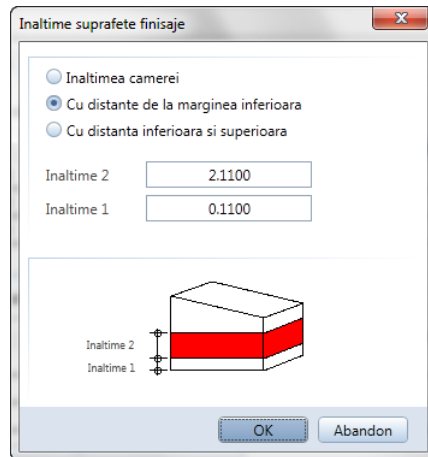 Inaltime suprafete finisaje
Inaltimea camerei
Cu distante de la marginea inferioara
Cu distanta inferioara si superioara
Inaltime 2 2.1100
Inaltime 1 0.1100
Inaltime 2
Inaltime 1
OK Abandon